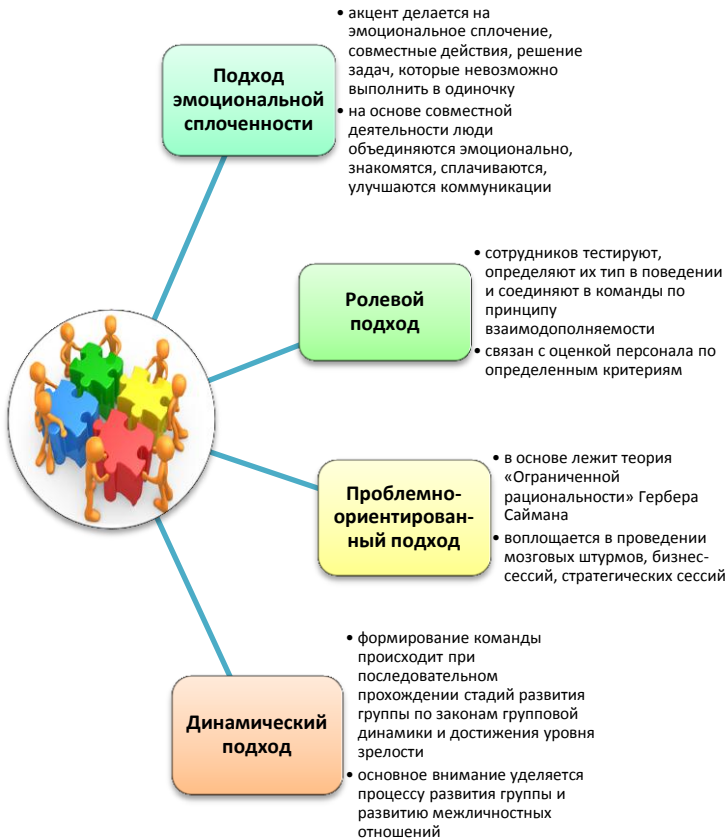 Подход
эмоциональной
сплоченности
• акцент делается на
эмоциональное сплочение,
совместные действия, решение
задач, которые невозможно
выполнить в одиночку
• на основе совместной
деятельности люди
объединяются эмоционально,
знакомятся, сплачиваются,
улучшаются коммуникации
Ролевой
подход
• сотрудников тестируют,
определяют их тип в поведении
и соединяют в команды по
принципу
взаимодополняемости
• связан с оценкой персонала по
определенным критериям
Проблемно-
ориентирован-
ный подход
• в основе лежит теория
«Ограниченной
рациональности» Гербера
Саймана
• воплощается в проведении
мозговых штурмов, бизнес-
сессий, стратегических сессий
Динамический
подход
• формирование команды
происходит при
последовательном
прохождении стадий развития
группы по законам групповой
динамики и достижения уровня
зрелости
• основное внимание уделяется
процессу развития группы и
развитию межличностных
отношений